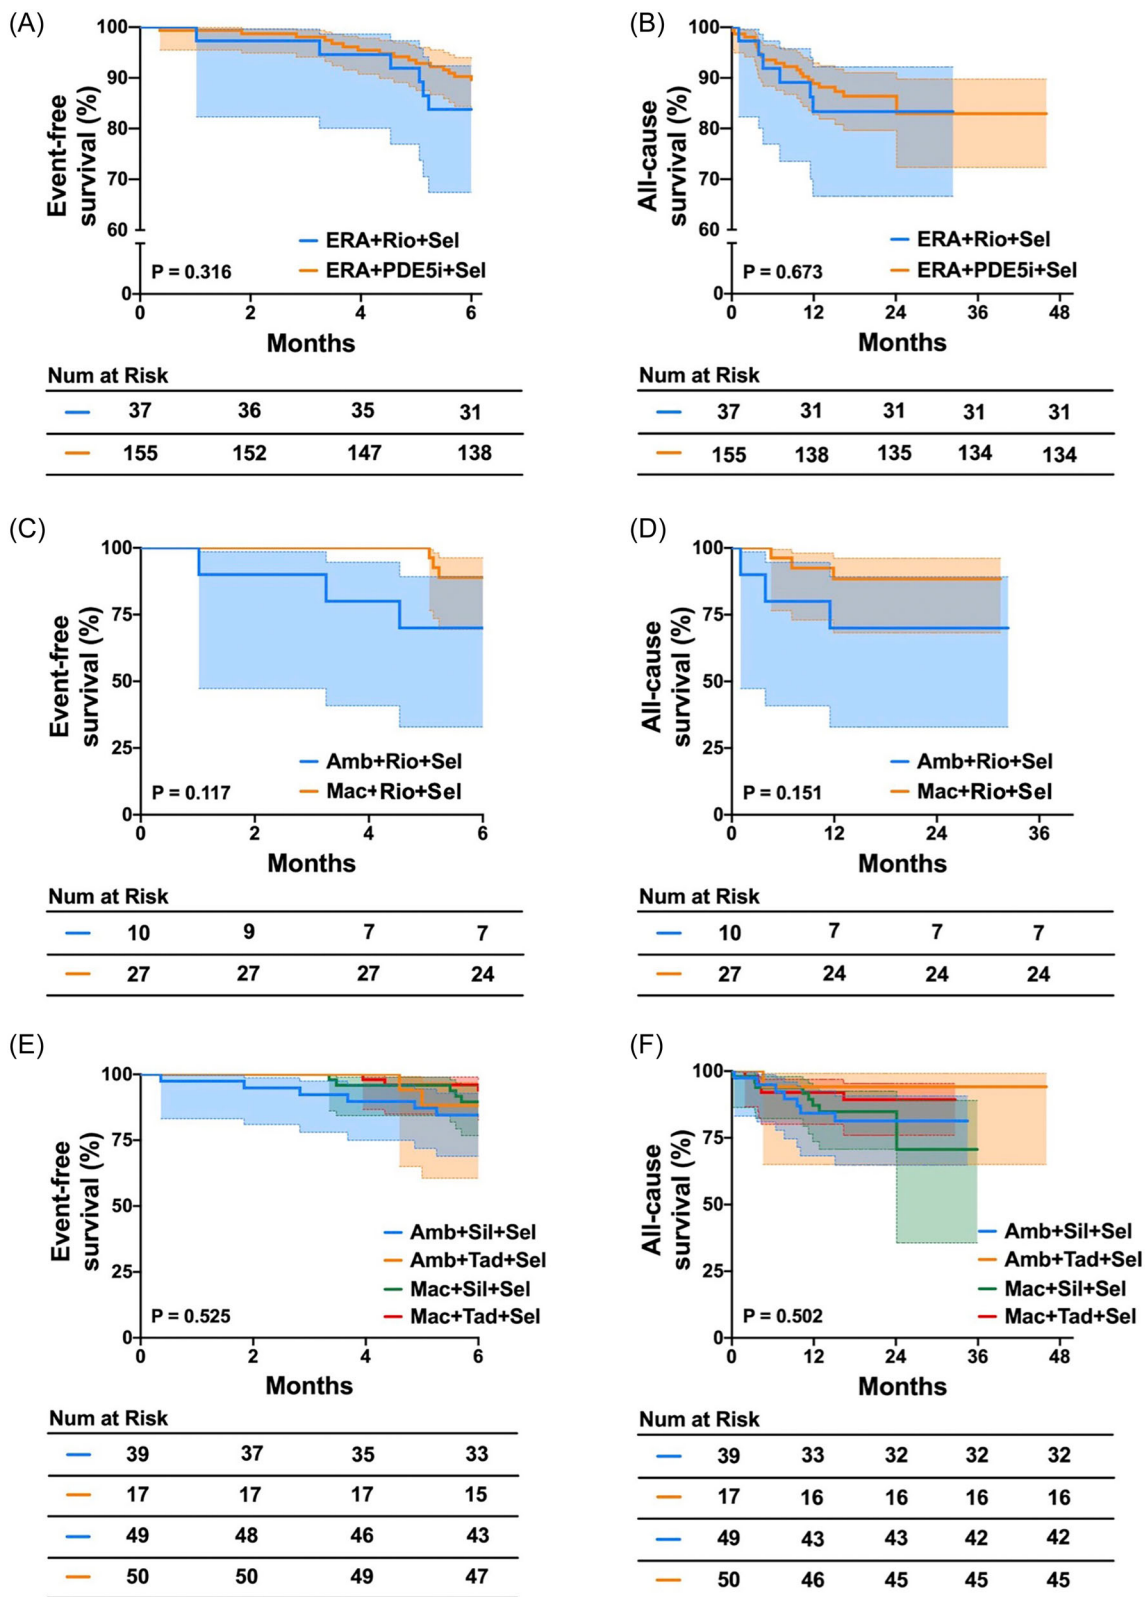 (A)
100
90
80
70
60
0
Event-free
survival (%)
ERA+Rio+Sel
ERA+PDE5i+Sel
P = 0.316
0 2 4 6
Months
Num at Risk
37 36 35 31
155 152 147 138
(B)
100
90
80
70
60
0
All-cause
survival (%)
ERA+Rio+Sel
ERA+PDE5i+Sel
P = 0.673
0 12 24 36 48
Months
Num at Risk
37 31 31 31 31
155 138 135 134 134
(C)
100
75
50
25
0
Event-free
survival (%)
Amb+Rio+Sel
Mac+Rio+Sel
P = 0.117
0 2 4 6
Months
Num at Risk
10 9 7 7
27 27 27 24
(D)
100
75
50
25
0
All-cause
survival (%)
Amb+Rio+Sel
Mac+Rio+Sel
P = 0.151
0 12 24 36
Months
Num at Risk
10 7 7 7
27 24 24 24
(E)
100
75
50
25
0
Event-free
survival (%)
Amb+Sil+Sel
Amb+Tad+Sel
Mac+Sil+Sel
Mac+Tad+Sel
P = 0.525
0 2 4 6
Months
Num at Risk
39 37 35 33
17 17 17 15
49 48 46 43
50 50 49 47
(F)
100
75
50
25
0
All-cause
survival (%)
Amb+Sil+Sel
Amb+Tad+Sel
Mac+Sil+Sel
Mac+Tad+Sel
P = 0.502
0 12 24 36 48
Months
Num at Risk
39 33 32 32 32
17 16 16 16 16
49 43 43 42 42
50 46 45 45 45